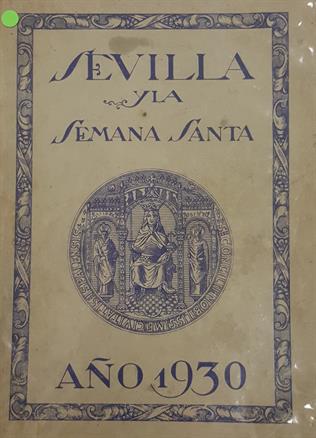 SEVILLA
Y LA
SEMANA SANTA
AÑO 1930